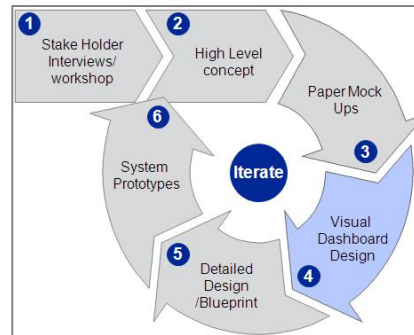 1
Stake Holder
Interviews/
workshop
2
High Level
concept
Paper Mock
Ups
3
Visual
Dashboard
Design
4
Detailed
Design
/Blueprint
5
System
Prototypes
6
Iterate